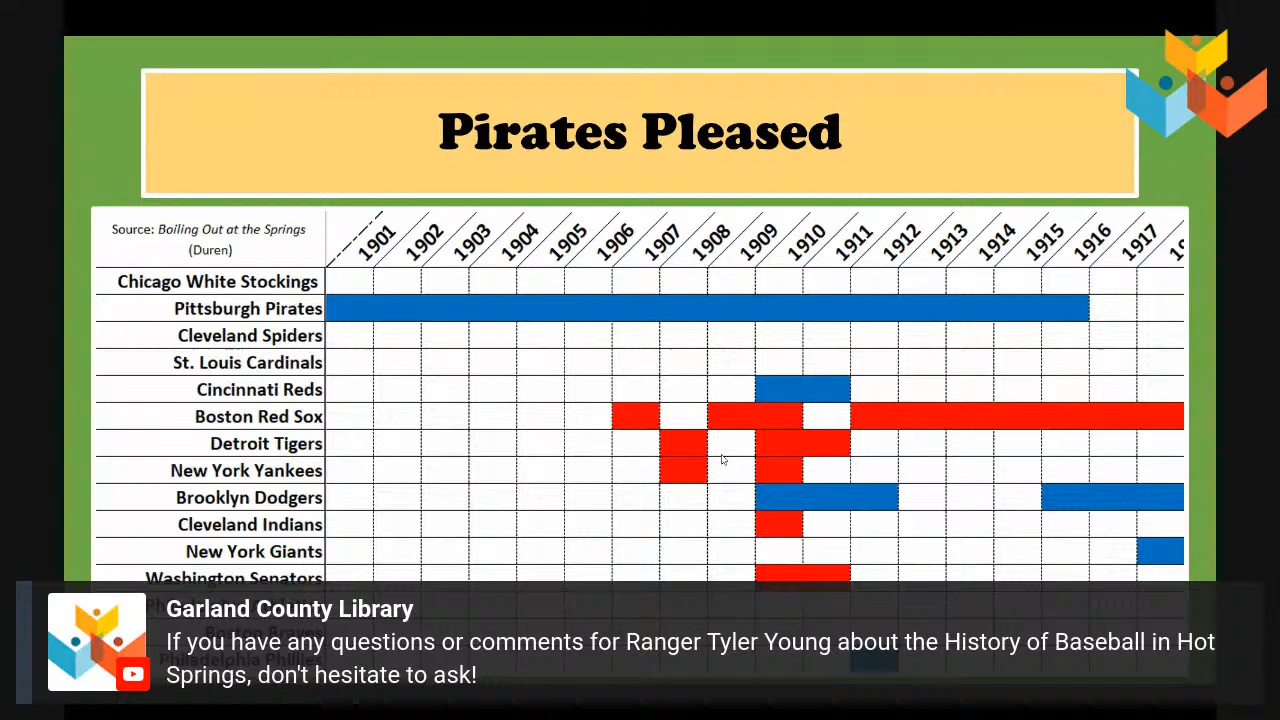 Pirates Pleased
Source: Boiling Out at the Springs
(Duren)
1901 1902 1903 1904 1905 1906 1907 1908 1909 1910 1911 1912 1913 1914 1915 1916 1917
Chicago White Stockings
Pittsburgh Pirates
Cleveland Spiders
St. Louis Cardinals
Cincinnati Reds
Boston Red Sox
Detroit Tigers
New York Yankees
Brooklyn Dodgers
Cleveland Indians
New York Giants
Washington Senators
Boston Braves
Philadelphia Phillies
Garland County Library
If you have any questions or comments for Ranger Tyler Young about the History of Baseball in Hot
Springs, don't hesitate to ask!